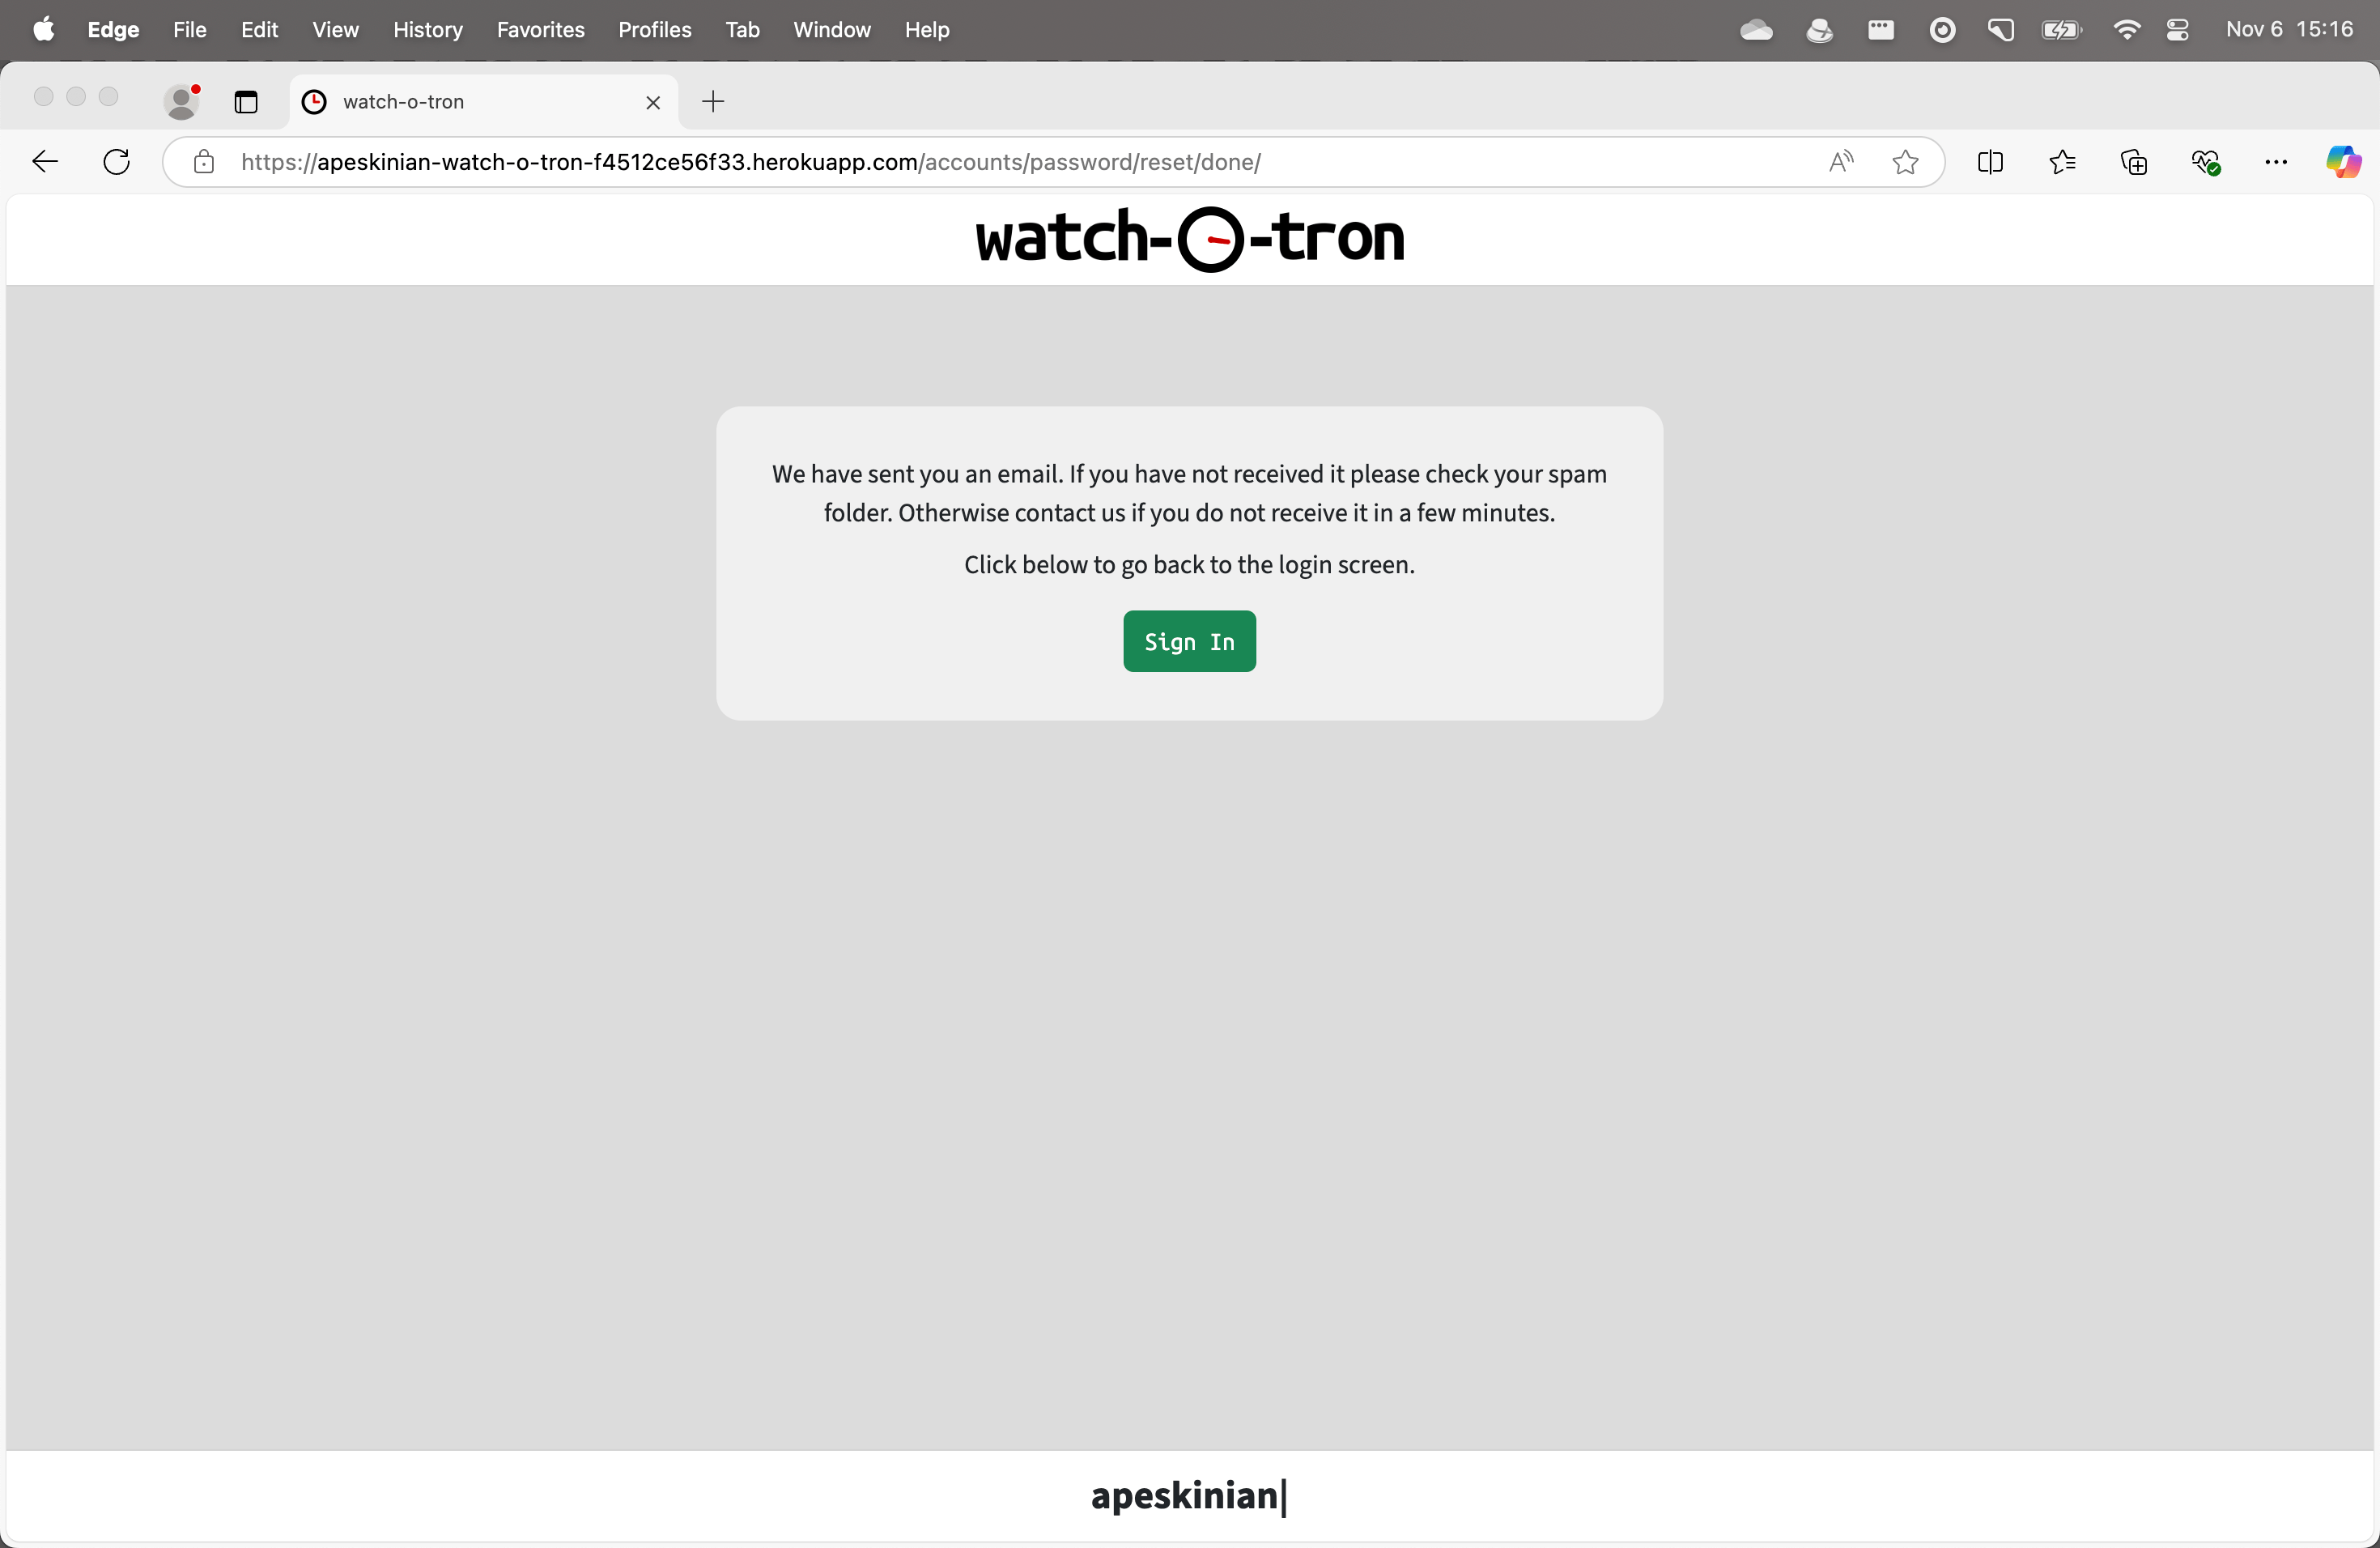 Edge File Edit View History Favorites Profiles Tab Window Help Nov 6 15:16
watch-o-tron
https://apeskinian-watch-o-tron-f4512ce56f33.herokuapp.com/accounts/password/reset/done/
watch-o-tron
We have sent you an email. If you have not received it please check your spam
folder. Otherwise contact us if you do not receive it in a few minutes.
Click below to go back to the login screen.
Sign In
apeskinian|